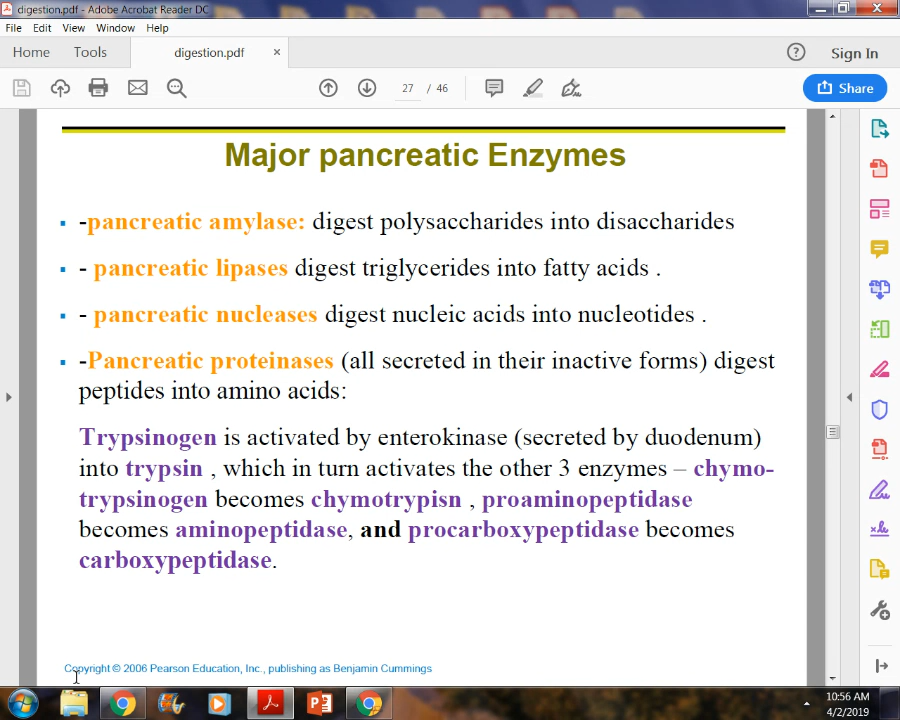 digestion.pdf - Adobe Acrobat Reader DC
File Edit View Window Help
Home Tools digestion.pdf × ? Sign In
27 / 46 Share
Major pancreatic Enzymes
▪ -pancreatic amylase: digest polysaccharides into disaccharides
▪ - pancreatic lipases digest triglycerides into fatty acids .
▪ - pancreatic nucleases digest nucleic acids into nucleotides .
▪ -Pancreatic proteinases (all secreted in their inactive forms) digest
peptides into amino acids:
Trypsinogen is activated by enterokinase (secreted by duodenum)
into trypsin , which in turn activates the other 3 enzymes – chymo-
trypsinogen becomes chymotrypisn , proaminopeptidase
becomes aminopeptidase, and procarboxypeptidase becomes
carboxypeptidase.
Copyright © 2006 Pearson Education, Inc., publishing as Benjamin Cummings
10:56 AM
4/2/2019